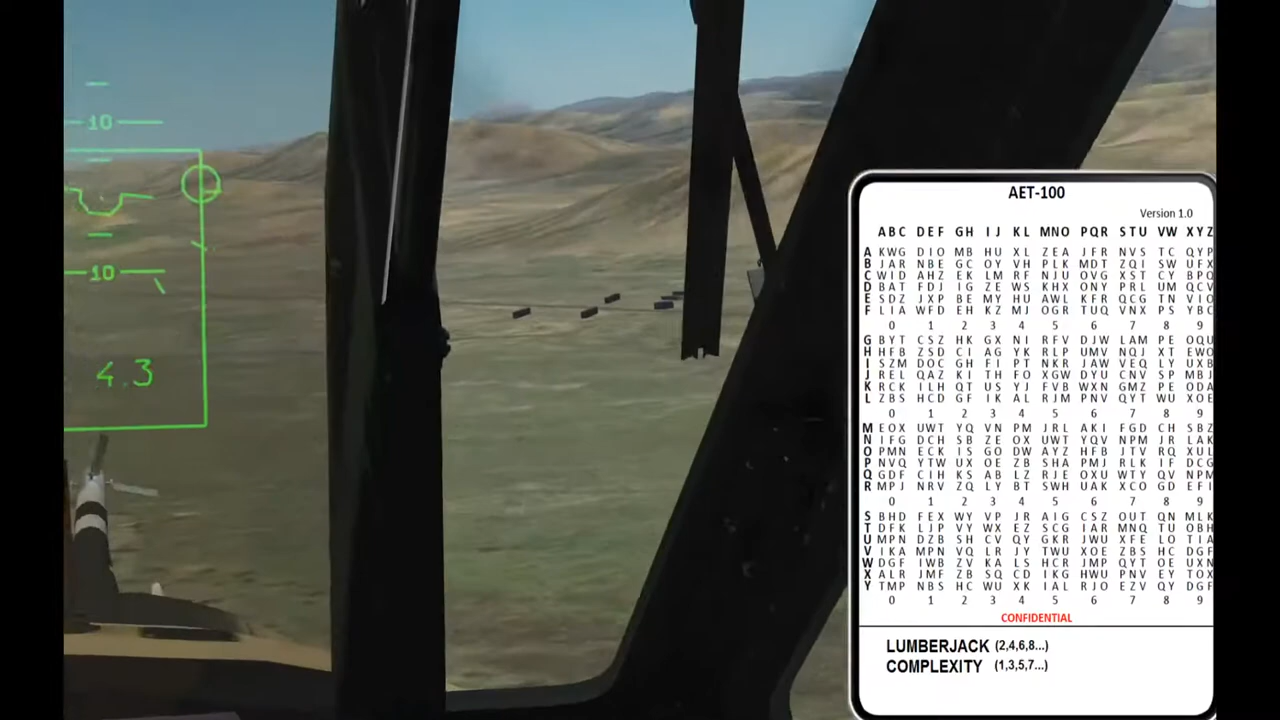 10
10
4.3
AET-100
Version 1.0
ABC DEF GH IJ KL MNO PQR STU VW XYZ
A KWG DIO MB HU XL ZEA JFR NVS TC QYP
B JAR NBE GC OY VH PLK MDT ZQI SW UFX
C WID AHZ EK LM RF NJU OVG XST CY BPQ
D BAT FDJ IG ZE WS KHX ONY PRL UM QCV
E SDZ JXP BE MY HU AWL KFR QCG TN VIO
F LIA WFD EH KZ MJ OGR TUQ VNX PS YBC
0 1 2 3 4 5 6 7 8 9
G BYT CSZ HK GX NI RFV DJW LAM PE OQU
H HFB ZSD CI AG YK RLP UMV NQJ XT EWO
I SZM DOC GH FI PT NKR JAW VEQ LY UXB
J REL QAZ KI TH FO XGW DYU CNV SP MBJ
K RCK ILH QT US YJ FVB WXN GMZ PE ODA
L ZBS HCD GF IK AL RJM PNV QYT WU XOE
0 1 2 3 4 5 6 7 8 9
M EOX UWT YQ VN PM JRL AKI FGD CH SBZ
N IFG DCH SB ZE OX UWT YQV NPM JR LAK
O PMN ECK IS GO DW AYZ HFB JTV RQ XUL
P NVQ YTW UX OE ZB SHA PMJ RLK IF DCG
Q GDF CIH KS AB LZ RJE OXU WTY QV NPM
R MPJ NRV ZQ LY BT SWH UAK XCO GD EFI
0 1 2 3 4 5 6 7 8 9
S BHD FEX WY VP JR AIG CSZ OUT QN MLK
T DFK LJP VY WX EZ SCG IAR MNQ TU OBH
U MPN DZB SH CV QY GKR JWU XFE LO TIA
V IKA MPN VQ LR JY TWU XOE ZBS HC DGF
W DGF IWB ZV KA LS HCR JMP QYT OE UXN
X ALR JMF ZB SQ CD IKG HWU PNV EY TOX
Y TMP NBS HC WU XK IAL RJO EZV QY DGF
0 1 2 3 4 5 6 7 8 9
CONFIDENTIAL
LUMBERJACK (2,4,6,8...)
COMPLEXITY (1,3,5,7...)